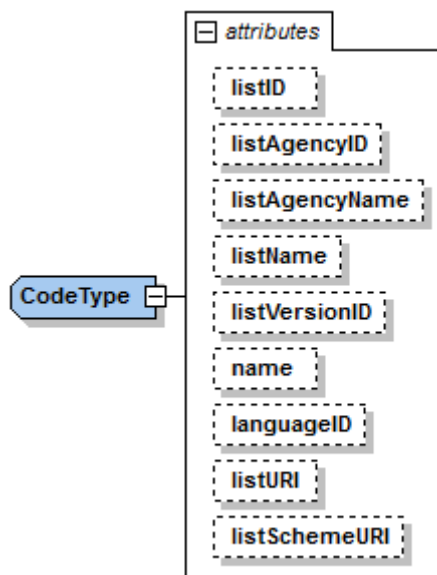 attributes
listID
listAgencyID
listAgencyName
listName
CodeType
listVersionID
name
languageID
listURI
listSchemeURI